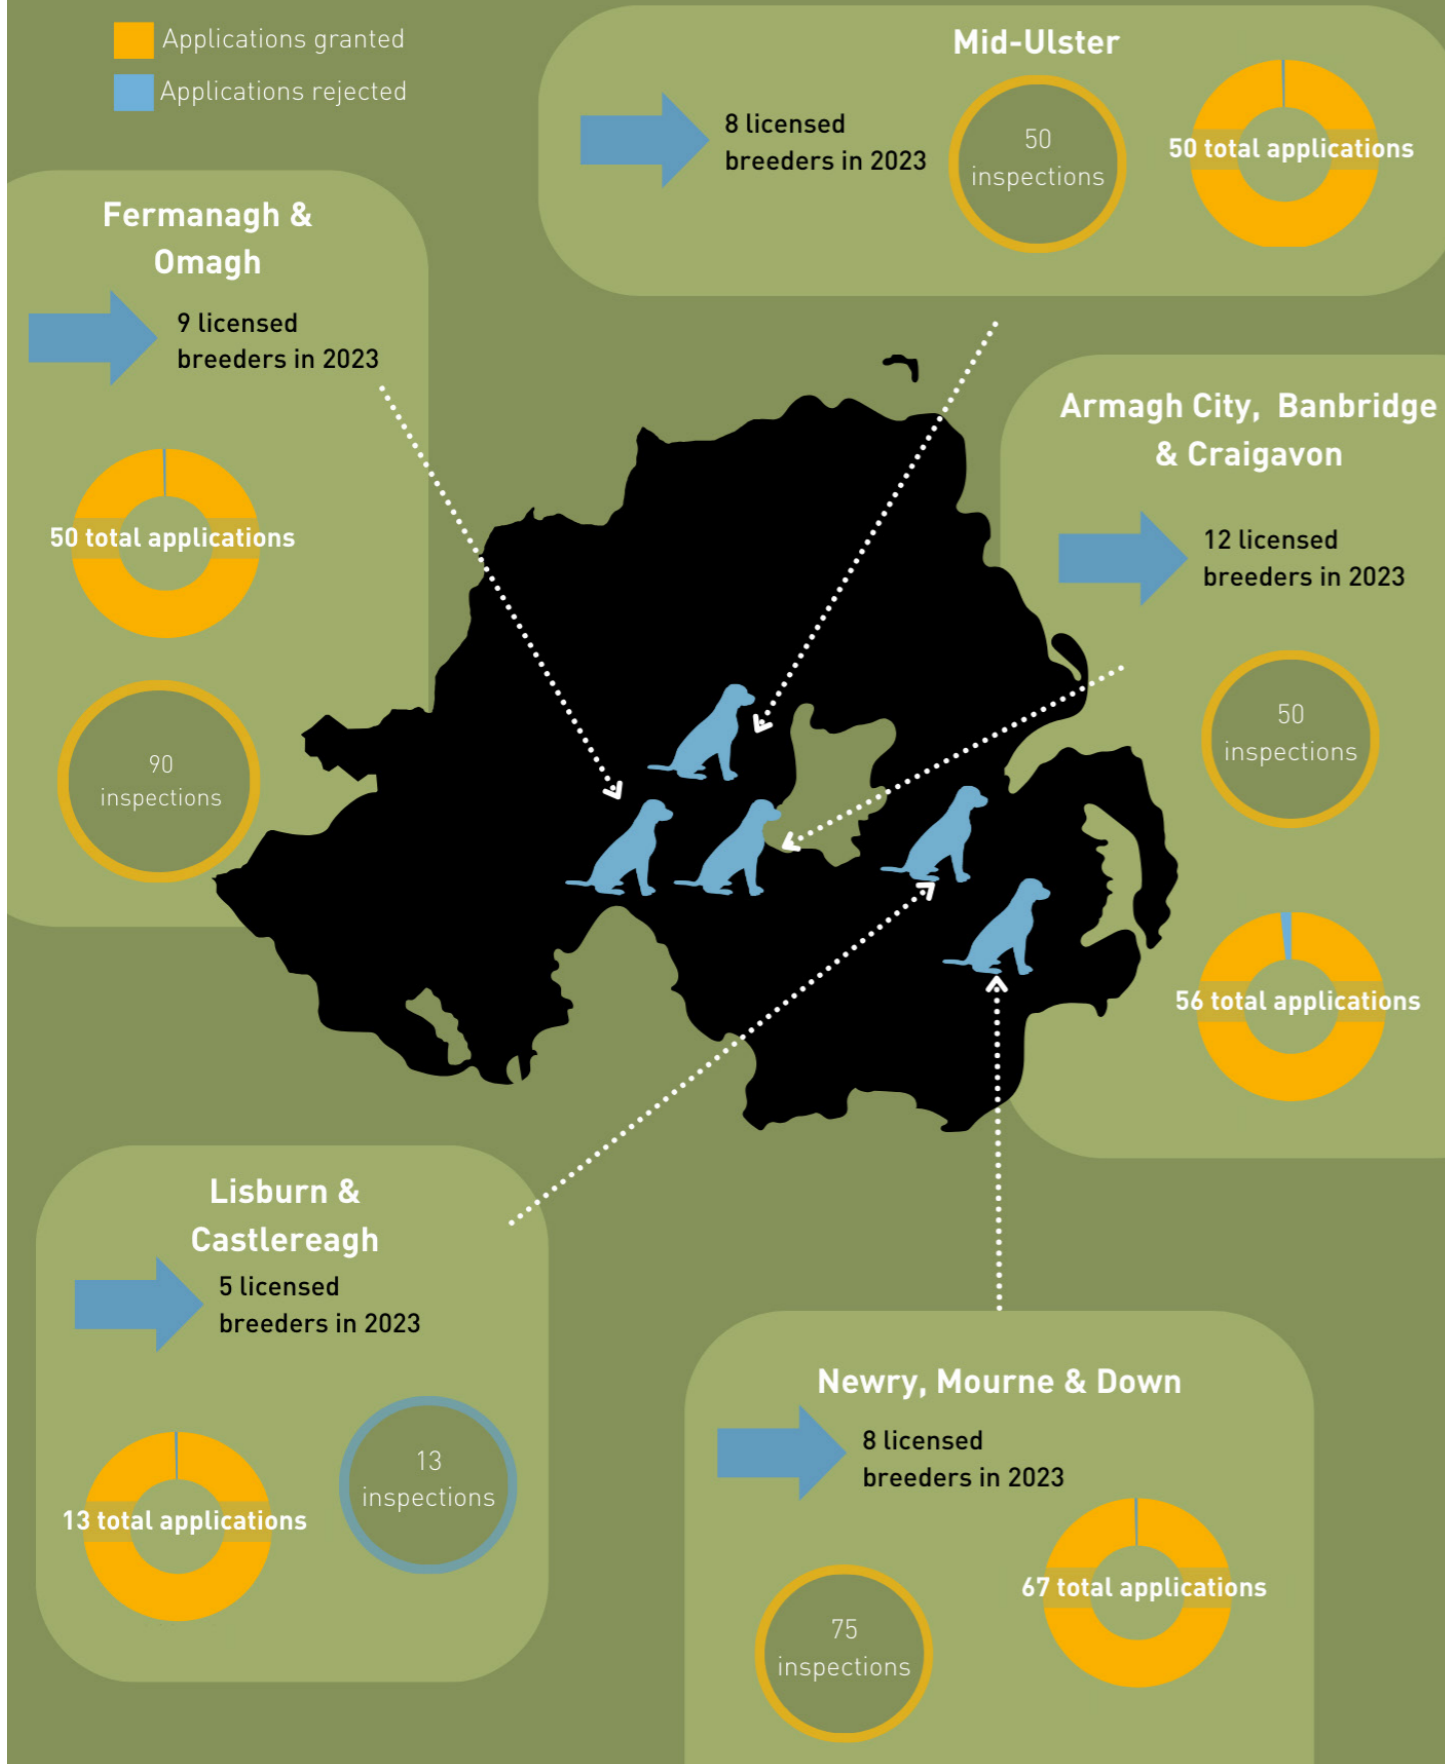 Applications granted
Applications rejected
Mid-Ulster
8 licensed
breeders in 2023
50
inspections
50 total applications
Fermanagh &
Omagh
9 licensed
breeders in 2023
50 total applications
90
inspections
Armagh City, Banbridge
& Craigavon
12 licensed
breeders in 2023
50
inspections
56 total applications
Lisburn &
Castlereagh
5 licensed
breeders in 2023
13
inspections
13 total applications
Newry, Mourne & Down
8 licensed
breeders in 2023
67 total applications
75
inspections